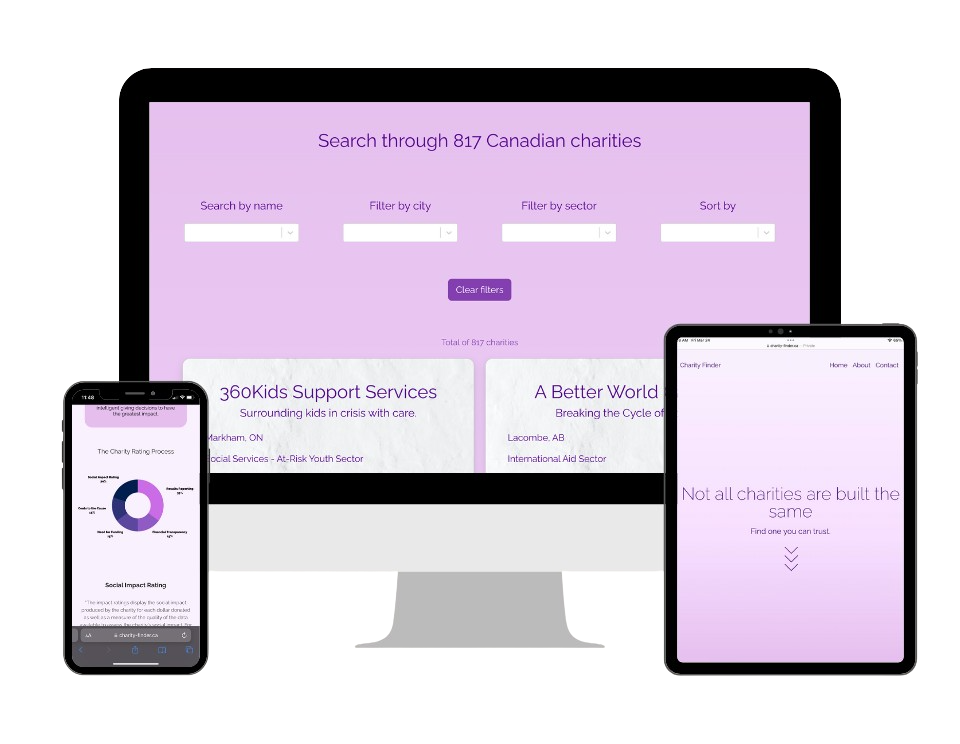 Search through 817 Canadian charities
Search by name
Filter by city
Filter by sector
Sort by
Clear filters
Total of 817 charities
360Kids Support Services
Surrounding kids in crisis with care.
Markham, ON
ocial Services - At-Risk Youth Sector
A Better World
Breaking the Cycle of
Lacombe, AB
International Aid Sector
11:48
intelligent giving decisions to have
the greatest impact.
The Charity Rating Process
Social Impact Rating
Results Reporting
Financial Transparency
Need for Funding
Cents to the Cause
Social Impact Rating
"The impact ratings display the social impact
produced by the charity for each dollar donated
as well as a measure of the quality of the data
AA
charity-finder.ca
charity-finder.ca
Charity Finder
Home About Contact
Not all charities are built the
same
Find one you can trust.